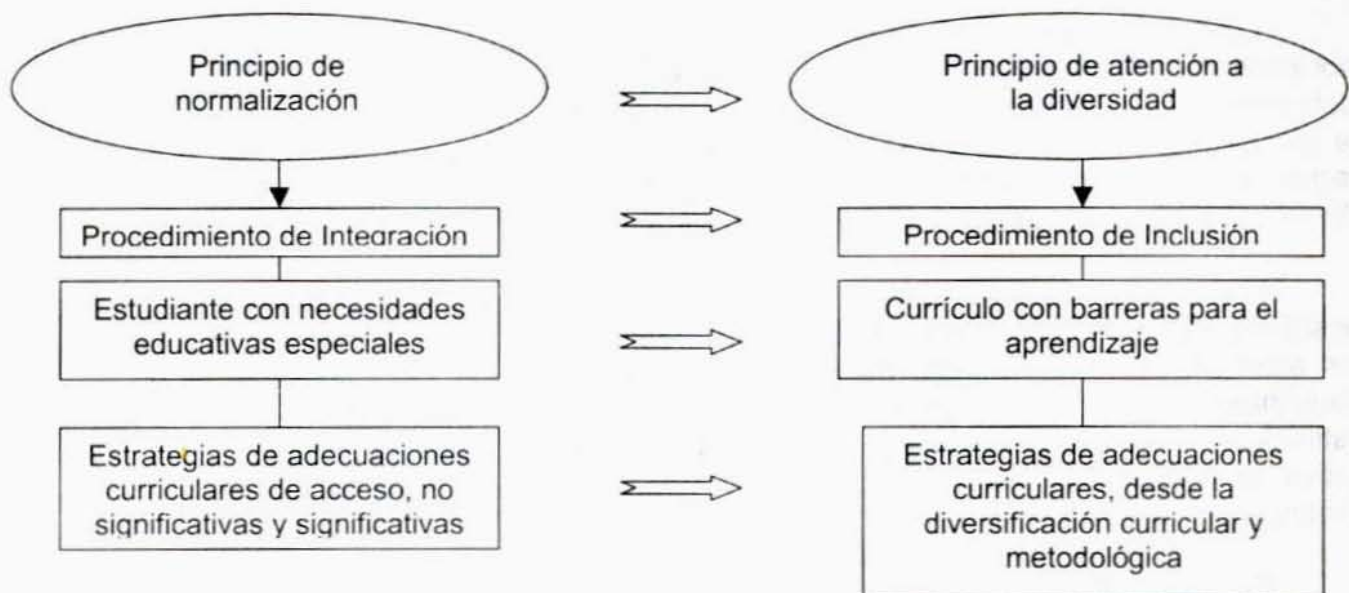 Principio de
normalización
Principio de atención a
la diversidad
Procedimiento de Integración
Procedimiento de Inclusión
Estudiante con necesidades
educativas especiales
Currículo con barreras para el
aprendizaje
Estrategias de adecuaciones
curriculares de acceso, no
significativas y significativas
Estrategias de adecuaciones
curriculares, desde la
diversificación curricular y
metodológica